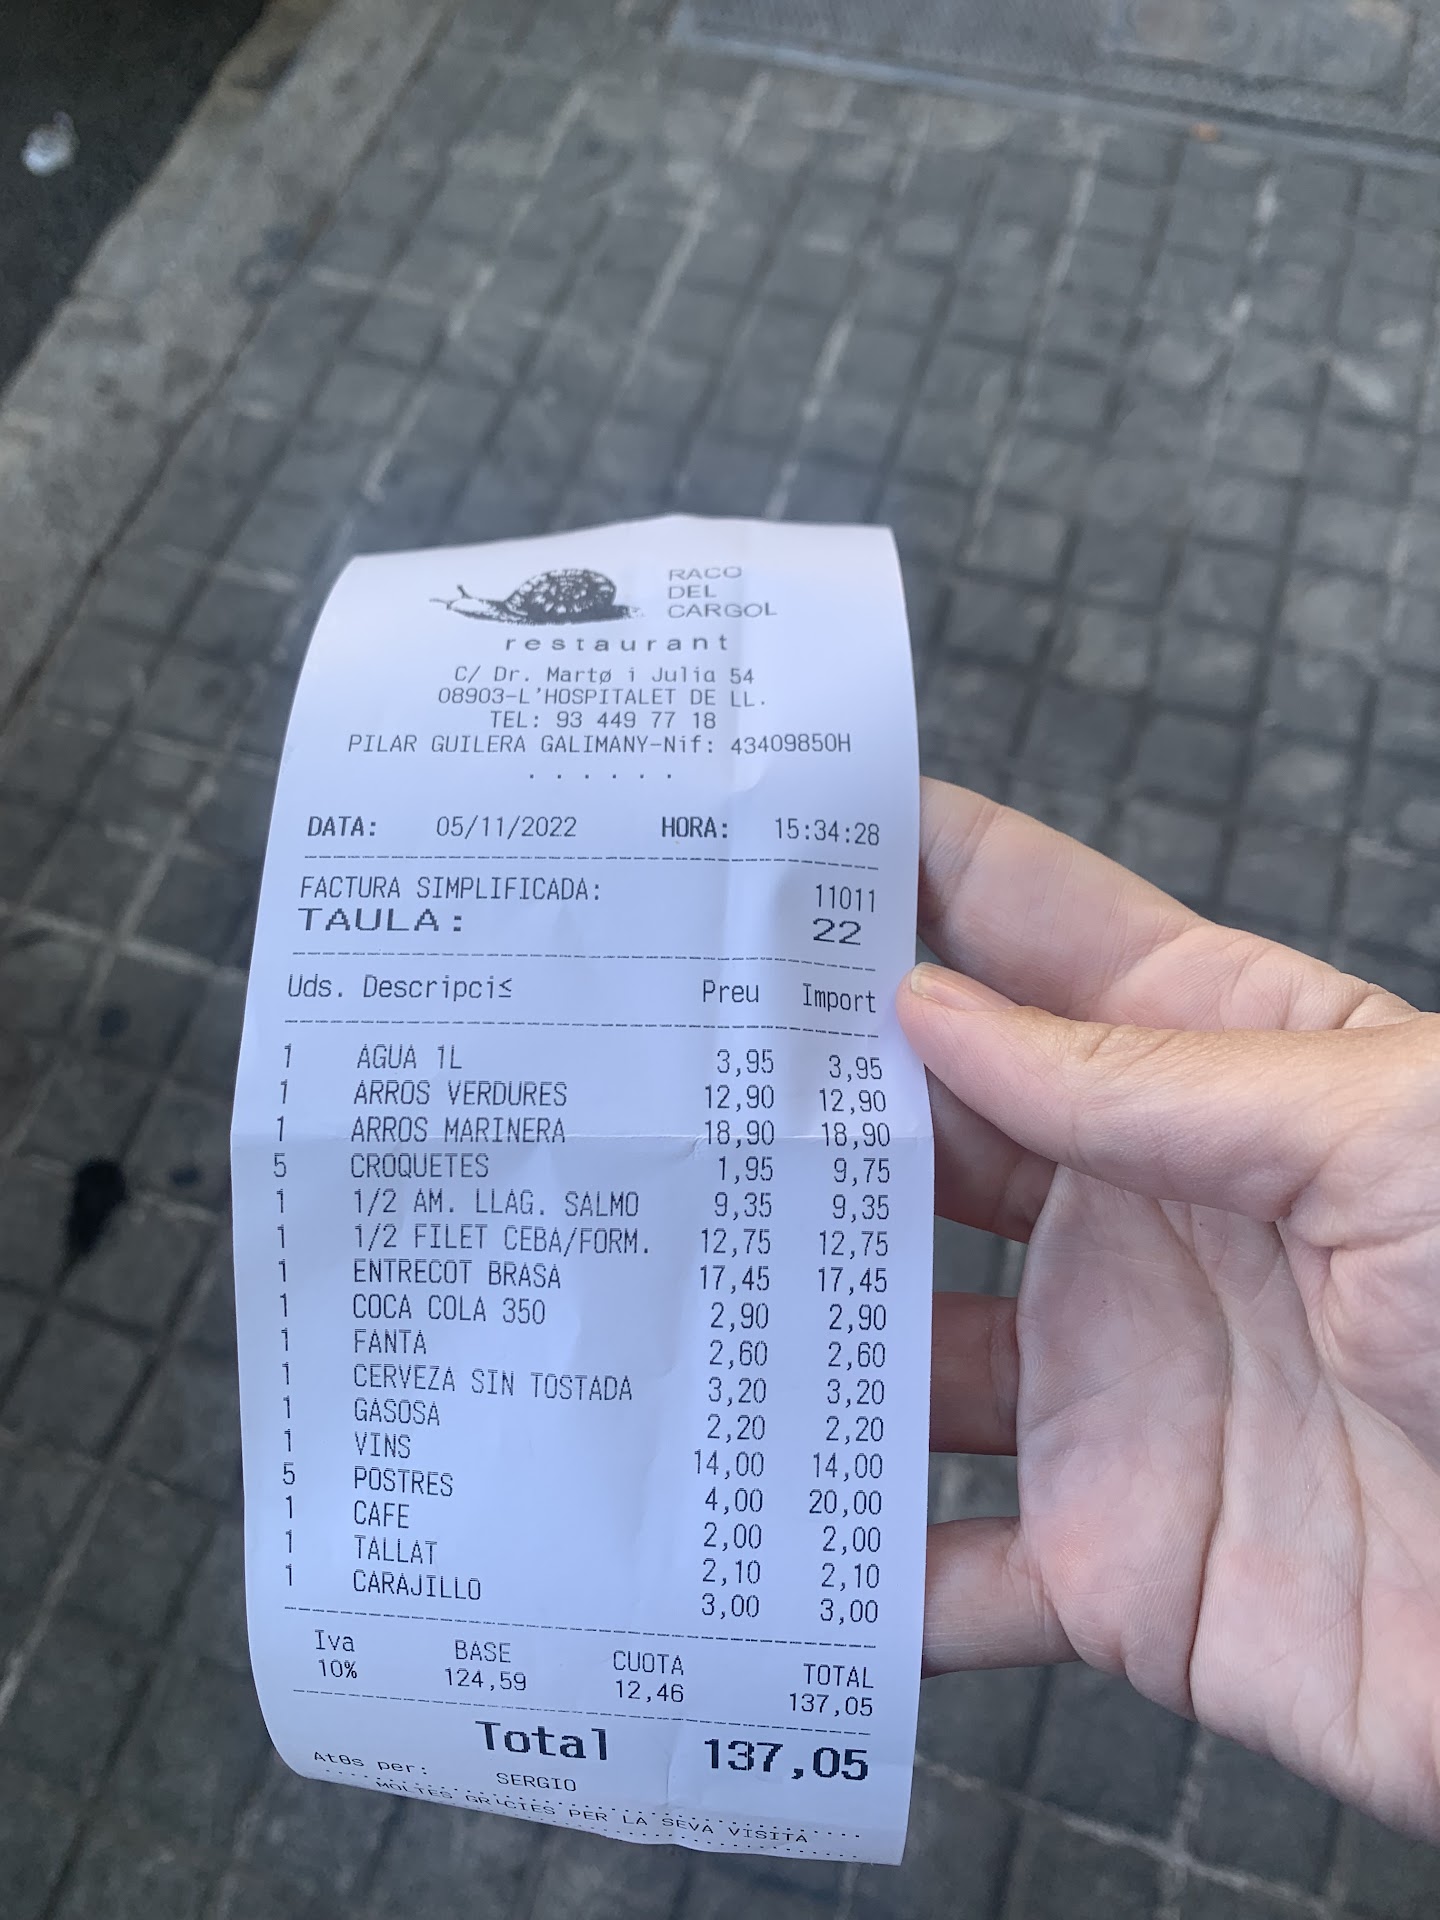 RACO
DEL
CARGOL
restaurant
C/ Dr. Martø i Julia 54
08903-L'HOSPITALET DE LL.
TEL: 93 449 77 18
PILAR GUILERA GALIMANY-Nif: 43409850H
. . . . . .
DATA: 05/11/2022 HORA: 15:34:28
FACTURA SIMPLIFICADA: 11011
TAULA: 22
Uds. Descripci≤ Preu Import
1 AGUA 1L 3,95 3,95
1 ARROS VERDURES 12,90 12,90
1 ARROS MARINERA 18,90 18,90
5 CROQUETES 1,95 9,75
1 1/2 AM. LLAG. SALMO 9,35 9,35
1 1/2 FILET CEBA/FORM. 12,75 12,75
1 ENTRECOT BRASA 17,45 17,45
1 COCA COLA 350 2,90 2,90
1 FANTA 2,60 2,60
1 CERVEZA SIN TOSTADA 3,20 3,20
1 GASOSA 2,20 2,20
1 VINS 14,00 14,00
5 POSTRES 4,00 20,00
1 CAFE 2,00 2,00
1 TALLAT 2,10 2,10
1 CARAJILLO 3,00 3,00
Iva BASE CUOTA TOTAL
10% 124,59 12,46 137,05
Total 137,05
Atθs per: SERGIO
MOLTES GRàCIES PER LA SEVA VISITA